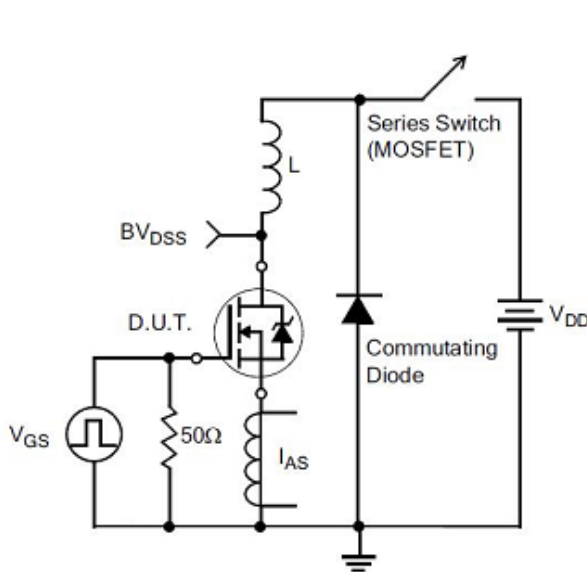 Series Switch
(MOSFET)
L
BVDSS
D.U.T.
VDD
Commutating
Diode
VGS
50Ω
IAS